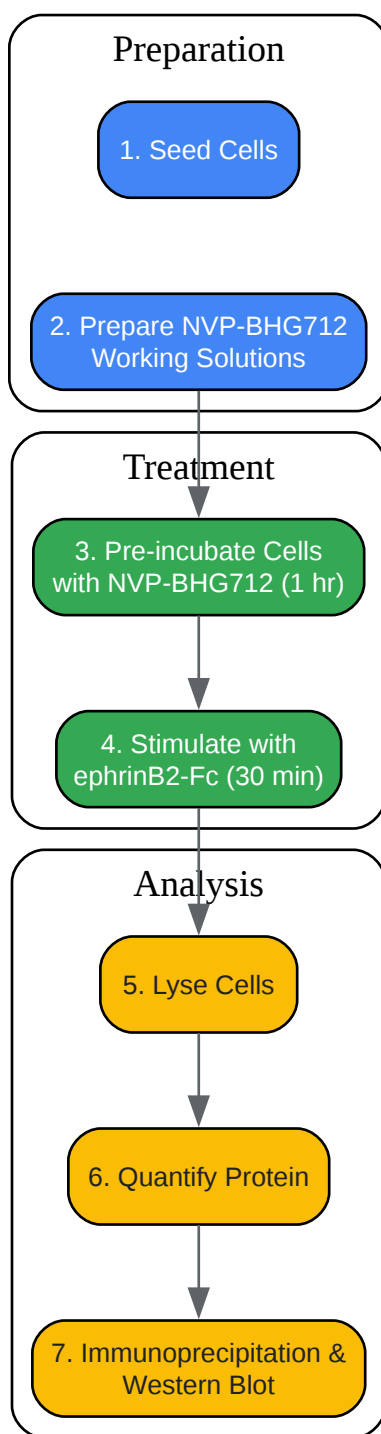 Preparation
1. Seed Cells
2. Prepare NVP-BHG712
Working Solutions
Treatment
3. Pre-incubate Cells
with NVP-BHG712 (1 hr)
4. Stimulate with
ephrinB2-Fc (30 min)
Analysis
5. Lyse Cells
6. Quantify Protein
7. Immunoprecipitation &
Western Blot